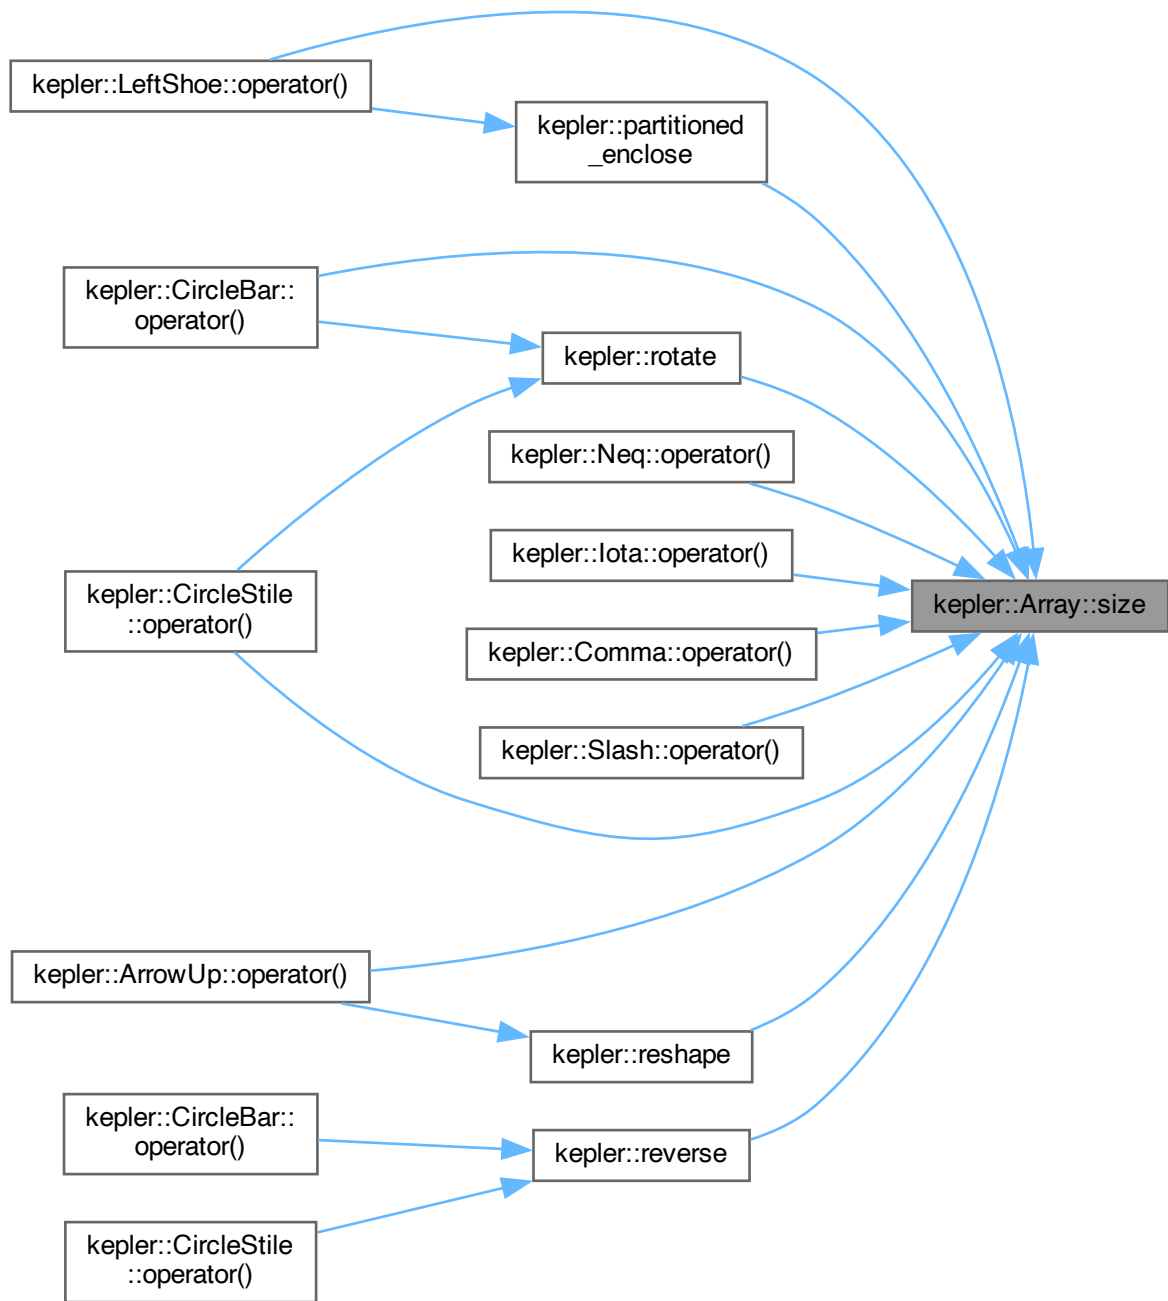 kepler::LeftShoe::operator()
kepler::partitioned
_enclose
kepler::CircleBar::
operator()
kepler::rotate
kepler::Neq::operator()
kepler::Iota::operator()
kepler::CircleStile
::operator()
kepler::Array::size
kepler::Comma::operator()
kepler::Slash::operator()
kepler::ArrowUp::operator()
kepler::reshape
kepler::CircleBar::
operator()
kepler::reverse
kepler::CircleStile
::operator()